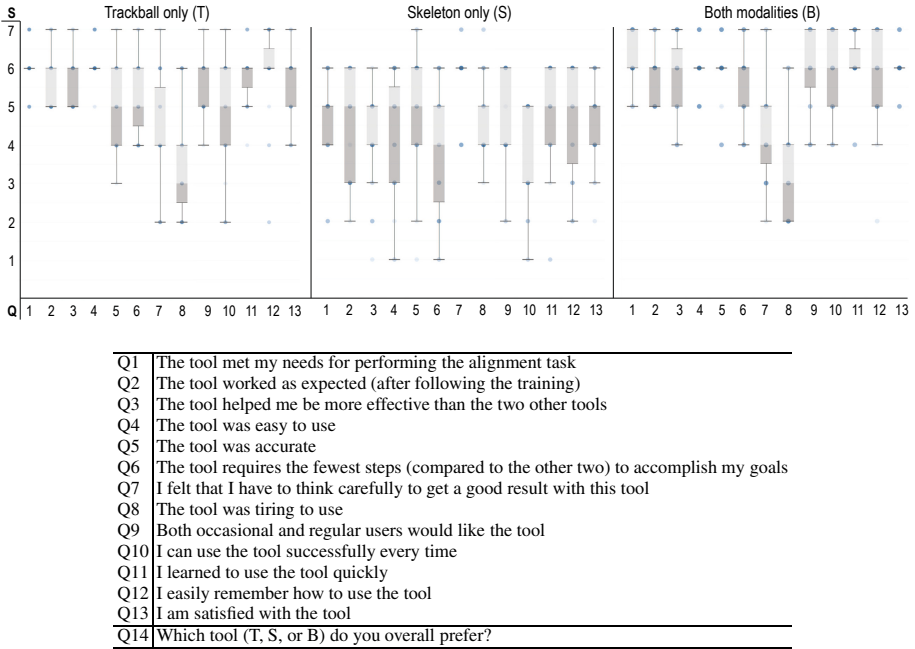 S Trackball only (T) Skeleton only (S) Both modalities (B)
7
6
5
4
3
2
1
Q 1 2 3 4 5 6 7 8 9 10 11 12 13 1 2 3 4 5 6 7 8 9 10 11 12 13 1 2 3 4 5 6 7 8 9 10 11 12 13
Q1 The tool met my needs for performing the alignment task
Q2 The tool worked as expected (after following the training)
Q3 The tool helped me be more effective than the two other tools
Q4 The tool was easy to use
Q5 The tool was accurate
Q6 The tool requires the fewest steps (compared to the other two) to accomplish my goals
Q7 I felt that I have to think carefully to get a good result with this tool
Q8 The tool was tiring to use
Q9 Both occasional and regular users would like the tool
Q10 I can use the tool successfully every time
Q11 I learned to use the tool quickly
Q12 I easily remember how to use the tool
Q13 I am satisfied with the tool
Q14 Which tool (T, S, or B) do you overall prefer?